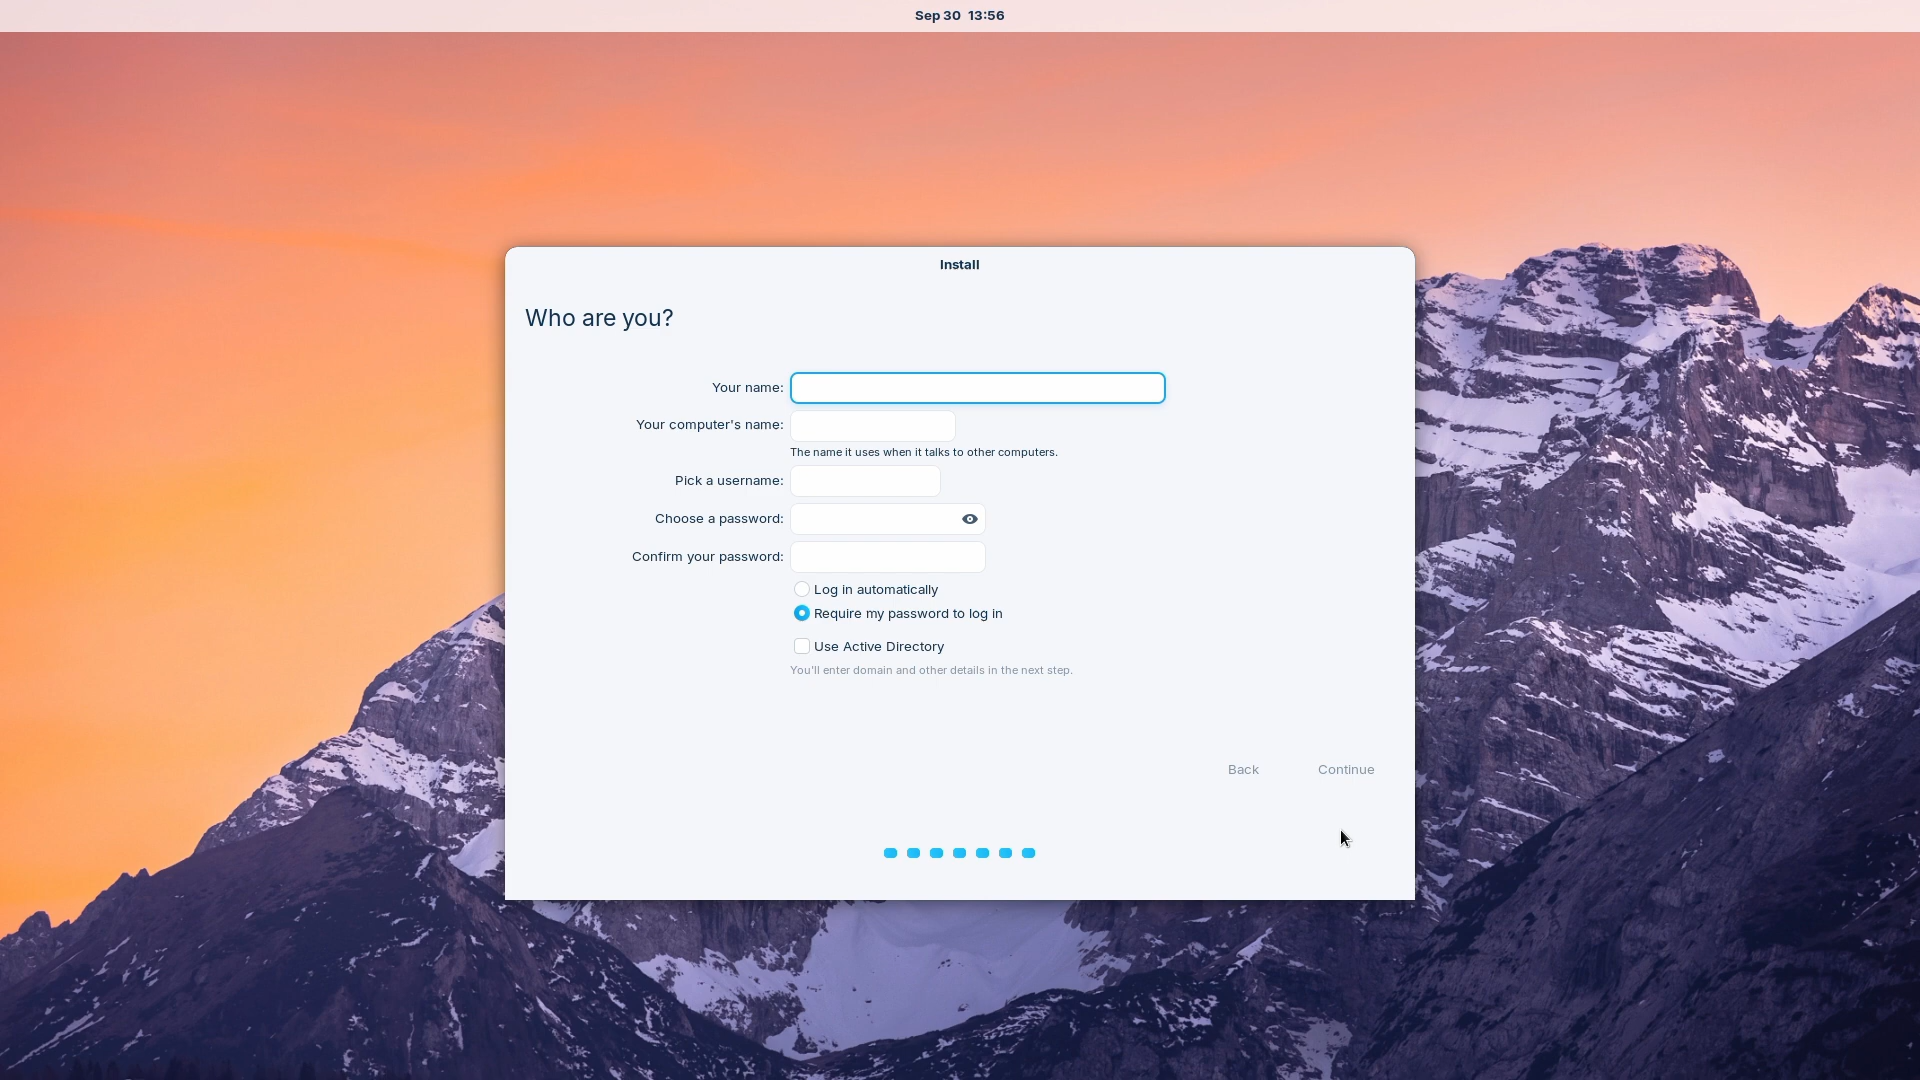 Sep 30  13:56
Install
Who are you?
Your name:
Your computer's name:
The name it uses when it talks to other computers.
Pick a username:
Choose a password:
Confirm your password:
Log in automatically
Require my password to log in
Use Active Directory
You'll enter domain and other details in the next step.
Back Continue